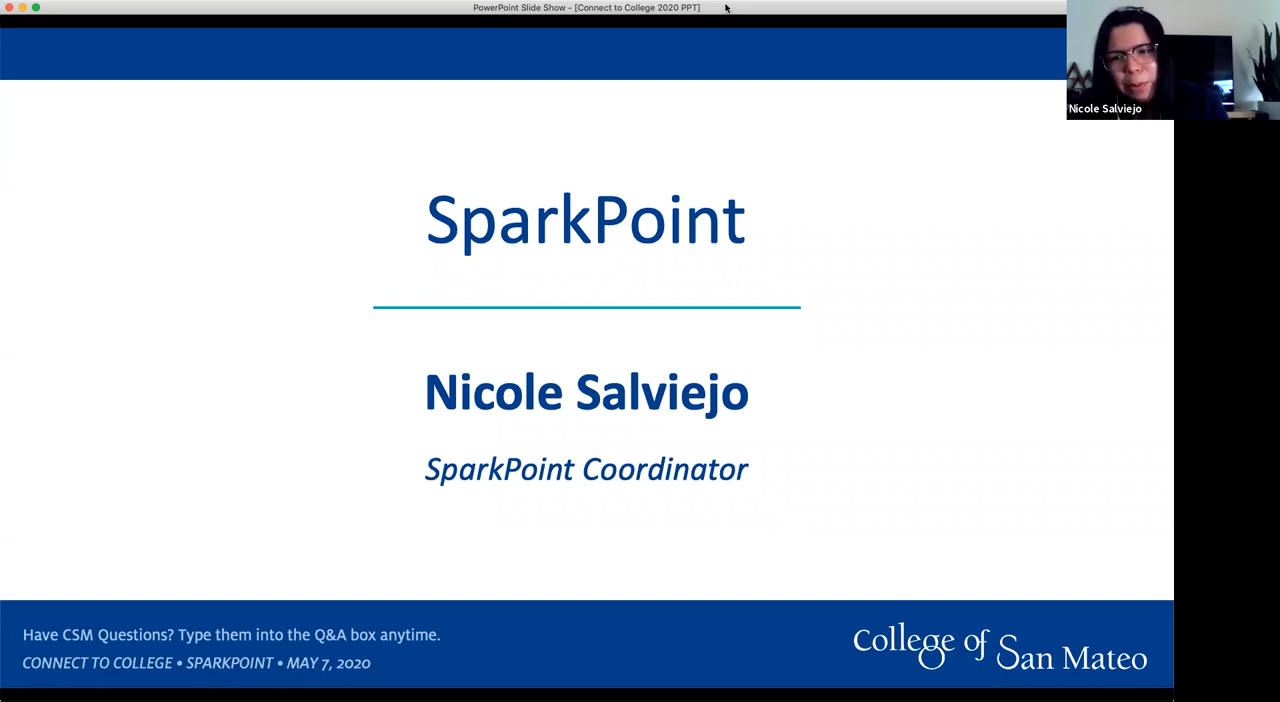 PowerPoint Slide Show - [Connect to College 2020 PPT]
Nicole Salviejo
SparkPoint
Nicole Salviejo
SparkPoint Coordinator
Have CSM Questions? Type them into the Q&A box anytime.
CONNECT TO COLLEGE • SPARKPOINT • MAY 7, 2020
College of San Mateo